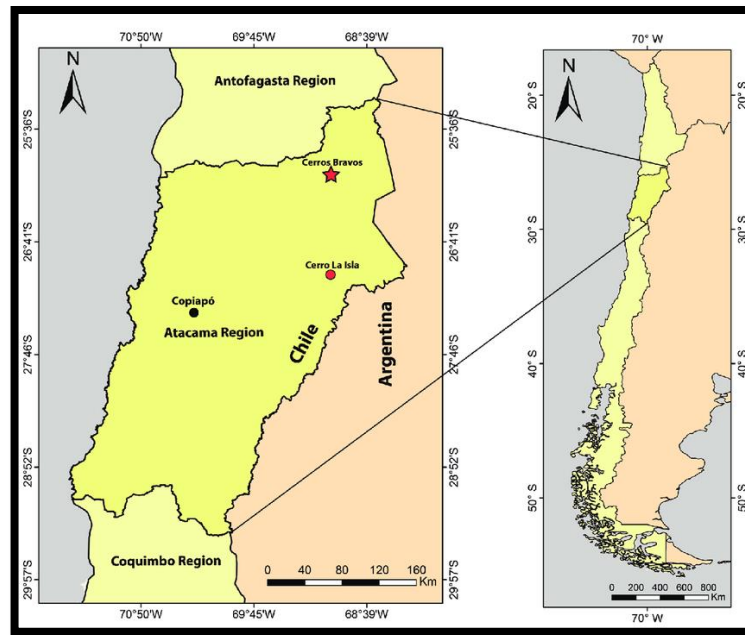 70°50'W 69°45'W 68°39'W
N
Antofagasta Region
25°36'S
25°36'S
Cerros Bravos
26°41'S
26°41'S
Cerro La Isla
Copiapó
Atacama Region
Chile
Argentina
27°46'S
27°46'S
28°52'S
28°52'S
Coquimbo Region
0 40 80 120 160
Km
29°57'S
29°57'S
70°50'W 69°45'W 68°39'W
70° W
N
20° S
20° S
30° S
30° S
40° S
40° S
50° S
50° S
0 200 400 600 800
Km
70° W